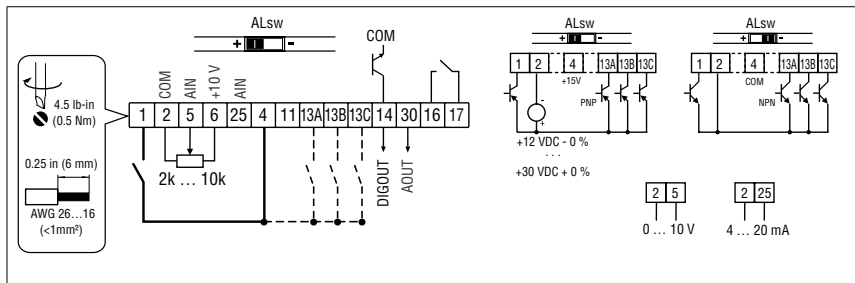 ALsw
+ -
COM
4.5 lb-in
(0.5 Nm)
0.25 in (6 mm)
AWG 26…16
(<1mm²)
COM
AIN
+10 V
AIN
1 2 5 6 25 4 11 13A 13B 13C 14 30 16 17
2k … 10k
DIGOUT
AOUT
ALsw
+ -
1 2 4 13A 13B 13C
+15V
PNP
-
+
+12 VDC - 0 %
...
+30 VDC + 0 %
ALsw
+ -
1 2 4 13A 13B 13C
COM
NPN
2 5
0 … 10 V
2 25
4 … 20 mA